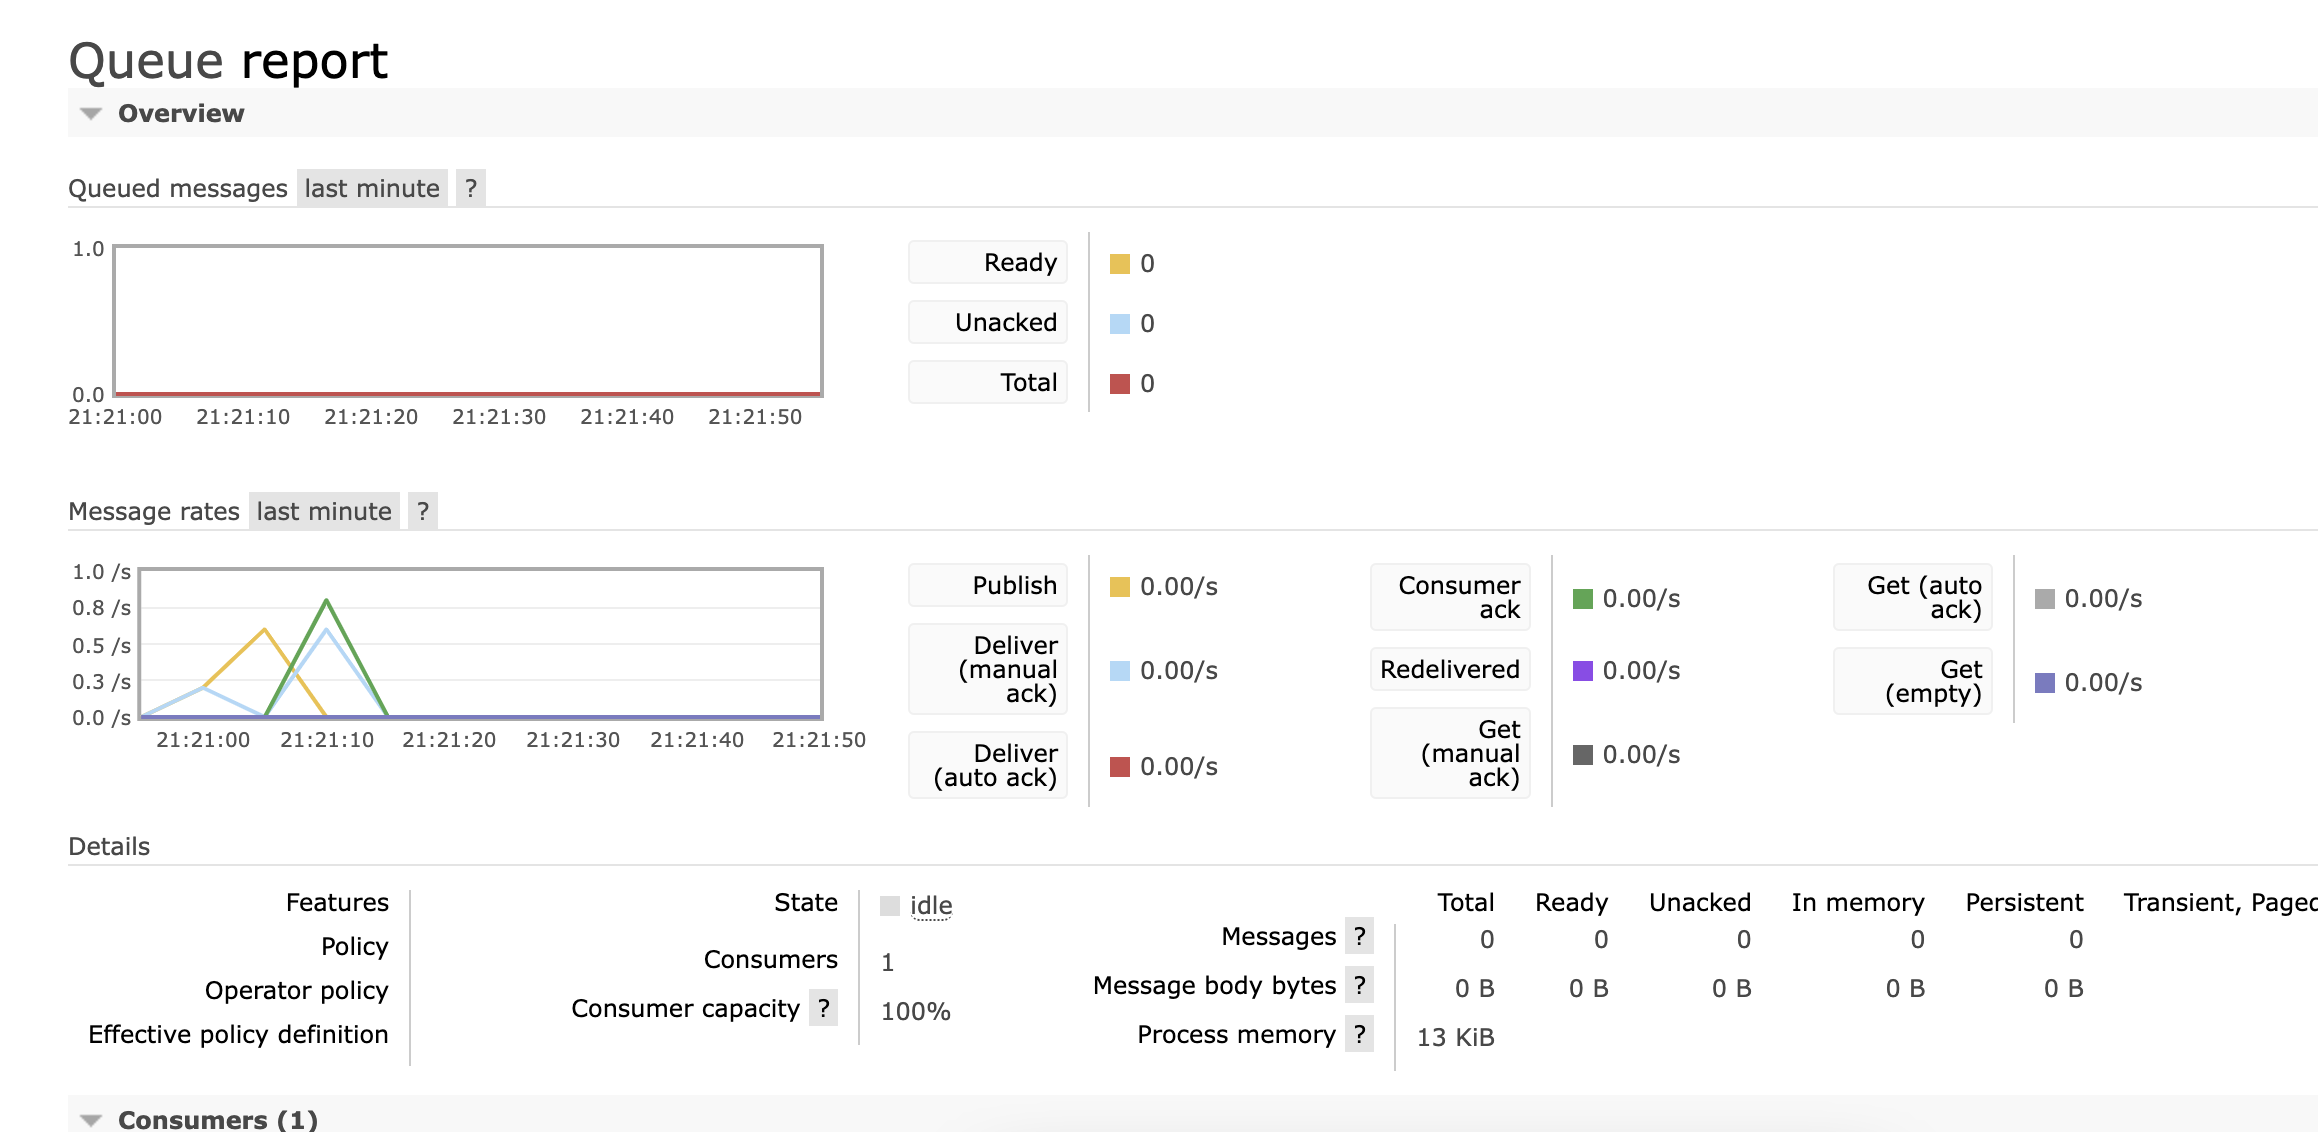 Queue report
Overview
Queued messages last minute ?
1.0
0.0
21:21:00 21:21:10 21:21:20 21:21:30 21:21:40 21:21:50
Ready 0
Unacked 0
Total 0
Message rates last minute ?
1.0 /s
0.8 /s
0.5 /s
0.3 /s
0.0 /s
21:21:00 21:21:10 21:21:20 21:21:30 21:21:40 21:21:50
Publish 0.00/s
Deliver
(manual 0.00/s
ack)
Deliver
(auto ack) 0.00/s
Consumer
ack 0.00/s
Redelivered 0.00/s
Get
(manual 0.00/s
ack)
Get (auto
ack) 0.00/s
Get
(empty) 0.00/s
Details
Features
Policy
Operator policy
Effective policy definition
State idle
Consumers 1
Consumer capacity ? 100%
Total Ready Unacked In memory Persistent Transient, Paged
Messages ? 0 0 0 0 0
Message body bytes ? 0 B 0 B 0 B 0 B 0 B
Process memory ? 13 KiB
Consumers (1)